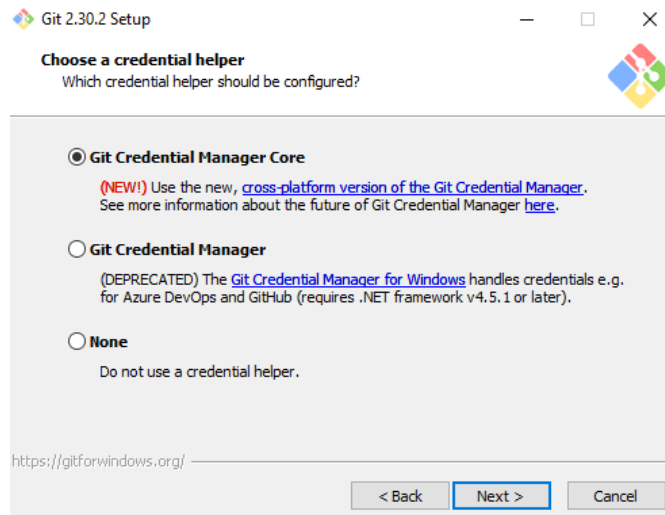 Git 2.30.2 Setup
Choose a credential helper
Which credential helper should be configured?
Git Credential Manager Core
(NEW!) Use the new, cross-platform version of the Git Credential Manager.
See more information about the future of Git Credential Manager here.
Git Credential Manager
(DEPRECATED) The Git Credential Manager for Windows handles credentials e.g.
for Azure DevOps and GitHub (requires .NET framework v4.5.1 or later).
None
Do not use a credential helper.
https://gitforwindows.org/
< Back Next > Cancel